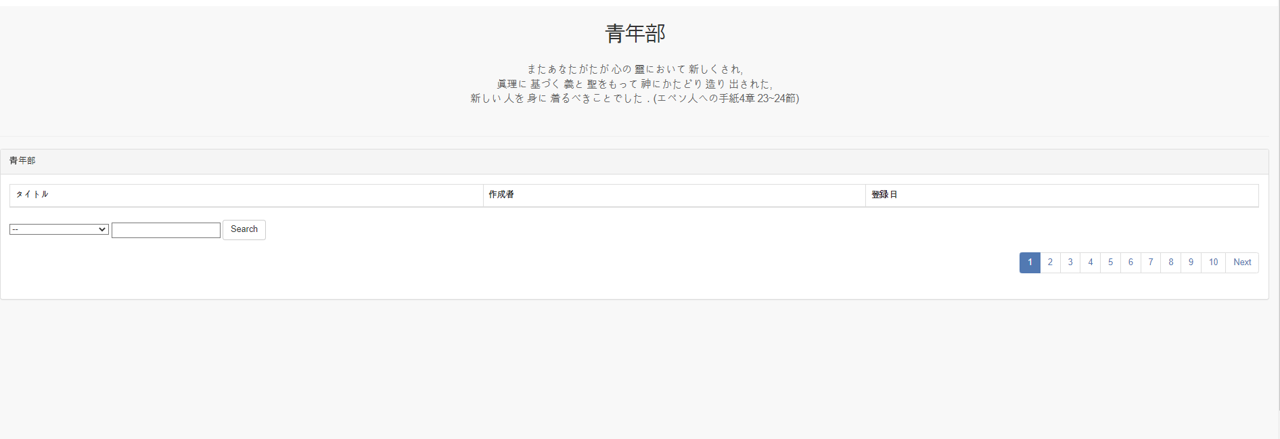 青年部
またあなたがたが 心の 靈において 新しくされ,
眞理に 基づく 義と 聖をもって 神にかたどり 造り 出された,
新しい 人を 身に 着るべきことでした . (エペソ人への手紙4章 23~24節)
青年部
タイトル 作成者 登録日
-- Search
1 2 3 4 5 6 7 8 9 10 Next